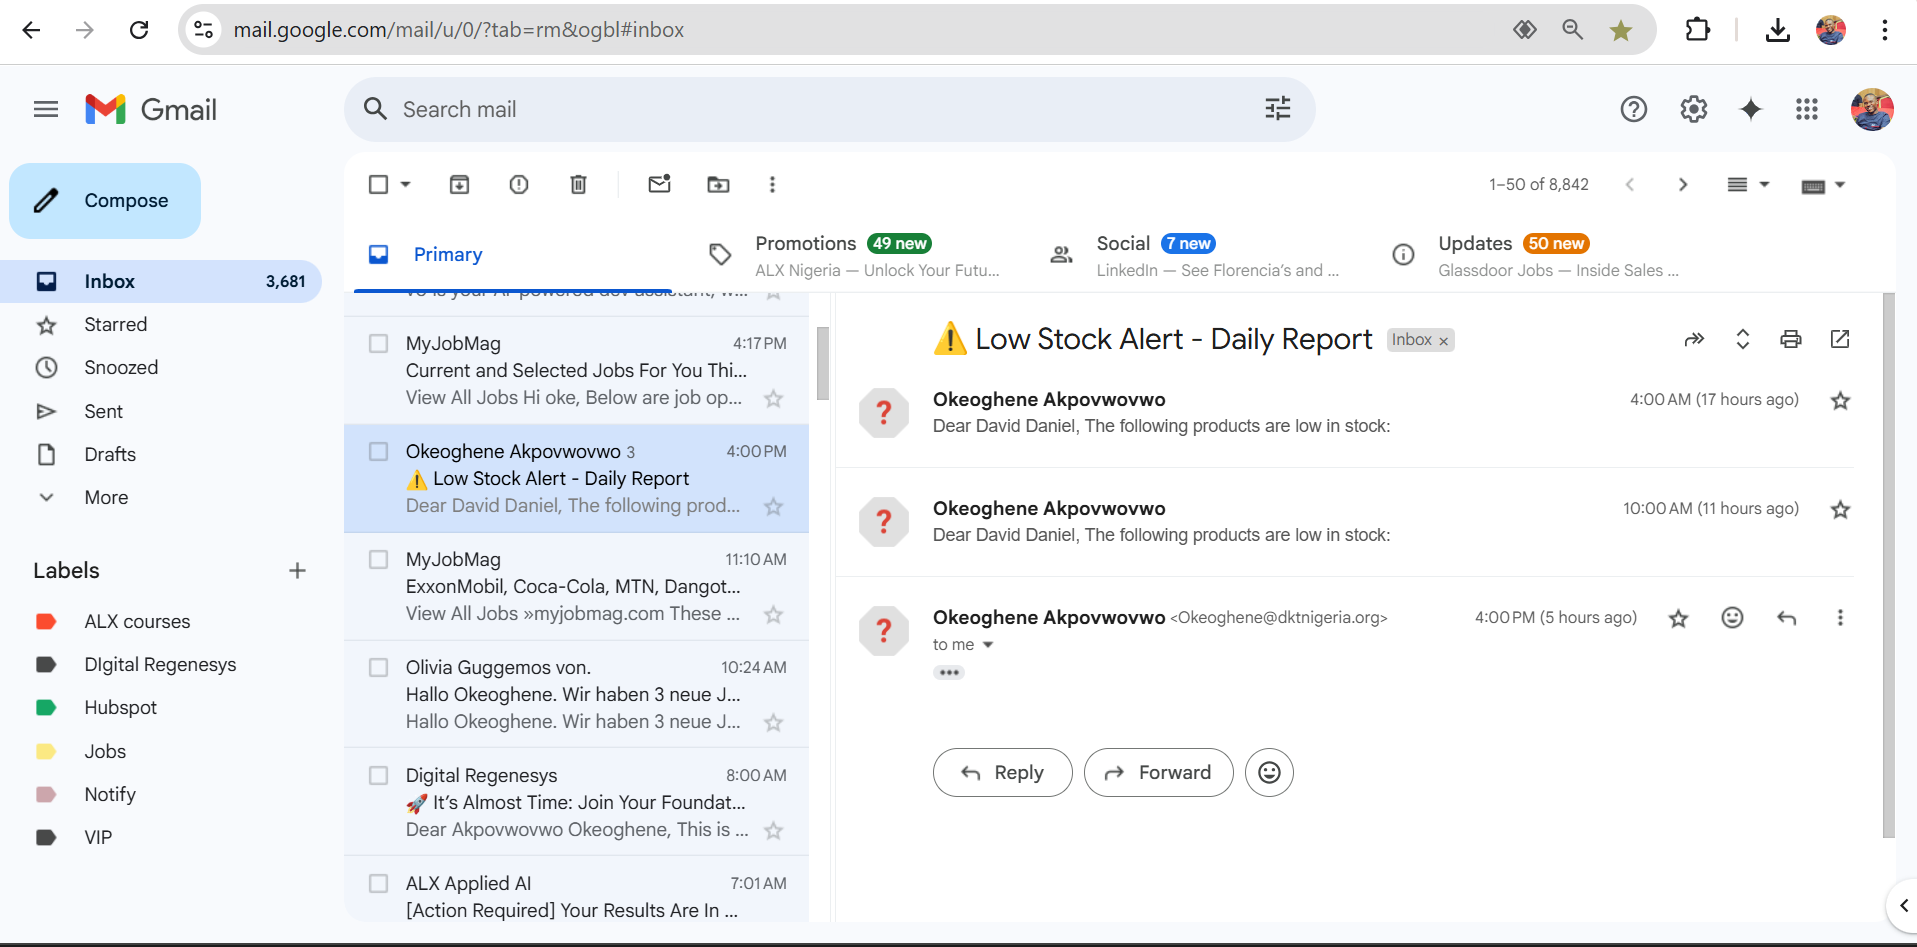 mail.google.com/mail/u/0/?tab=rm&ogbl#inbox
Gmail
Search mail
Compose
Inbox 3,681
Starred
Snoozed
Sent
Drafts
More
Labels
ALX courses
DIgital Regenesys
Hubspot
Jobs
Notify
VIP
1–50 of 8,842
Primary
Promotions 49 new
ALX Nigeria — Unlock Your Futu...
Social 7 new
LinkedIn — See Florencia's and ...
Updates 50 new
Glassdoor Jobs — Inside Sales ...
MyJobMag 4:17 PM
Current and Selected Jobs For You Thi...
View All Jobs Hi oke, Below are job op...
Okeoghene Akpovwovwo 3 4:00 PM
⚠️ Low Stock Alert - Daily Report
Dear David Daniel, The following prod...
MyJobMag 11:10 AM
ExxonMobil, Coca-Cola, MTN, Dangot...
View All Jobs »myjobmag.com These ...
Olivia Guggemos von. 10:24 AM
Hallo Okeoghene. Wir haben 3 neue J...
Hallo Okeoghene. Wir haben 3 neue J...
Digital Regenesys 8:00 AM
🚀 It's Almost Time: Join Your Foundat...
Dear Akpovwovwo Okeoghene, This is ...
ALX Applied AI 7:01 AM
[Action Required] Your Results Are In ...
⚠️ Low Stock Alert - Daily Report Inbox ×
Okeoghene Akpovwovwo 4:00 AM (17 hours ago)
Dear David Daniel, The following products are low in stock:
Okeoghene Akpovwovwo 10:00 AM (11 hours ago)
Dear David Daniel, The following products are low in stock:
Okeoghene Akpovwovwo <Okeoghene@dktnigeria.org> 4:00 PM (5 hours ago)
to me
Reply
Forward